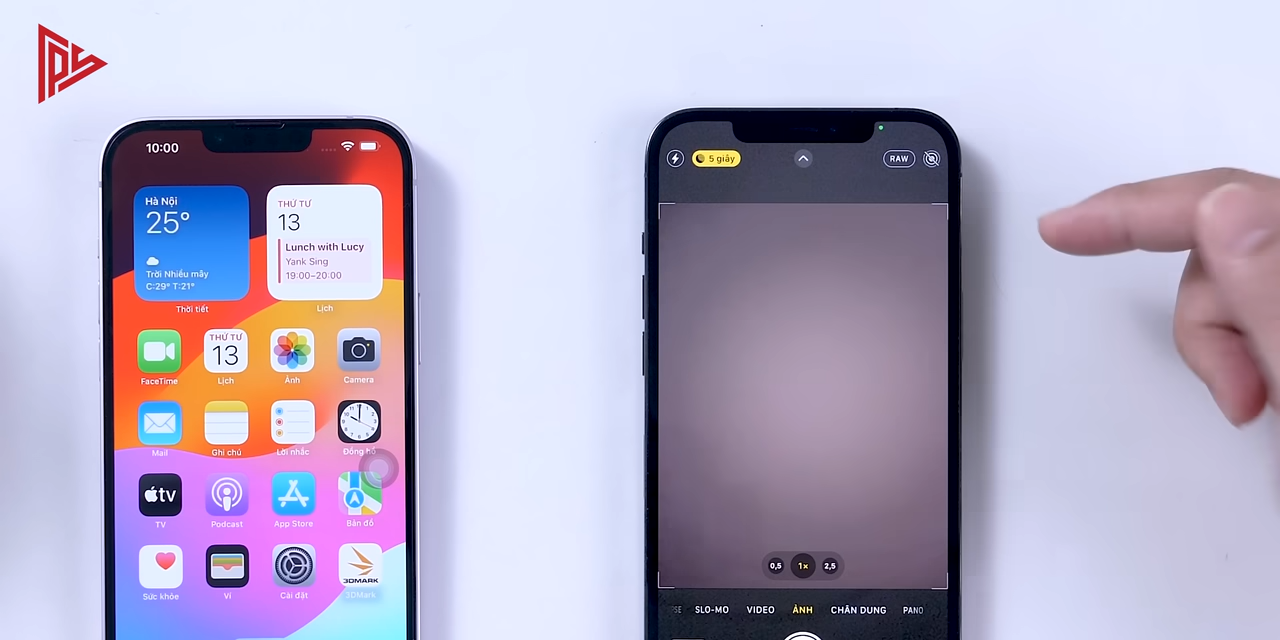 10:00
Hà Nội
25°
Trời Nhiều mây
C:29° T:21°
Thời tiết
THỨ TƯ
13
Lunch with Lucy
Yank Sing
19:00–20:00
Lịch
FaceTime
THỨ TƯ
13
Lịch
Ảnh
Camera
Mail
Ghi chú
Lời nhắc
Đồng hồ
tv
TV
Podcast
App Store
Bản đồ
Sức khỏe
Ví
Cài đặt
3DMARK
3DMark
5 giây
RAW
0,5
1×
2,5
SLO-MO
VIDEO
ẢNH
CHÂN DUNG
PANO